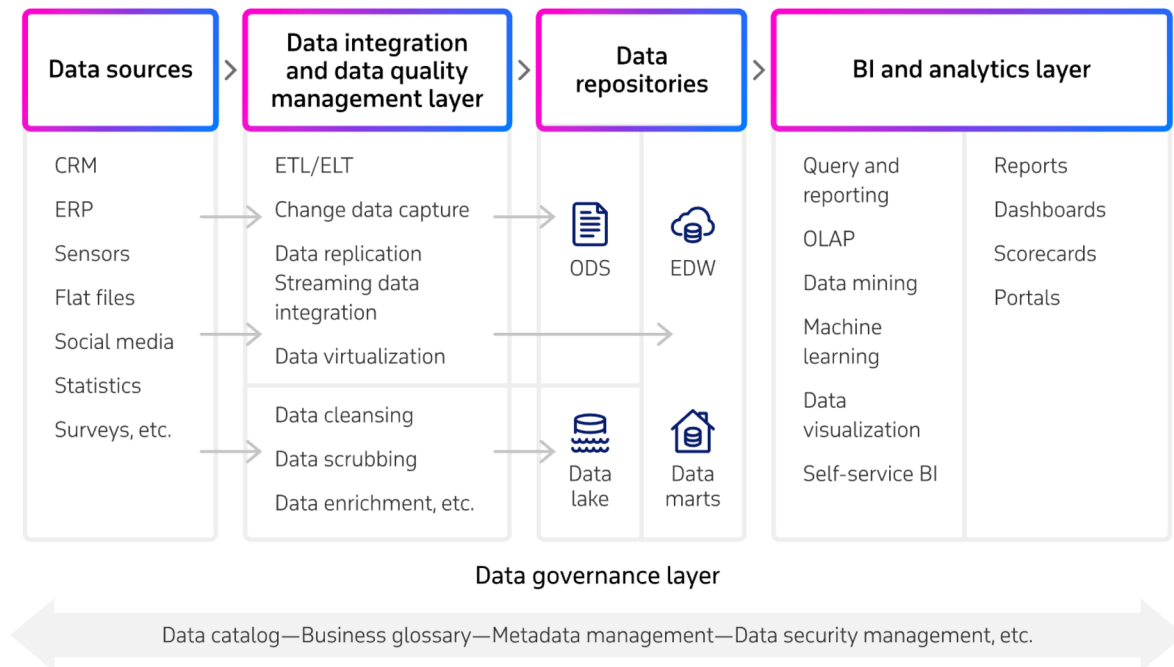 Data sources
Data integration
and data quality
management layer
Data
repositories
BI and analytics layer
CRM
ERP
Sensors
Flat files
Social media
Statistics
Surveys, etc.
ETL/ELT
Change data capture
Data replication
Streaming data
integration
Data virtualization
Data cleansing
Data scrubbing
Data enrichment, etc.
ODS
EDW
Data
lake
Data
marts
Query and
reporting
OLAP
Data mining
Machine
learning
Data
visualization
Self-service BI
Reports
Dashboards
Scorecards
Portals
Data governance layer
Data catalog—Business glossary—Metadata management—Data security management, etc.